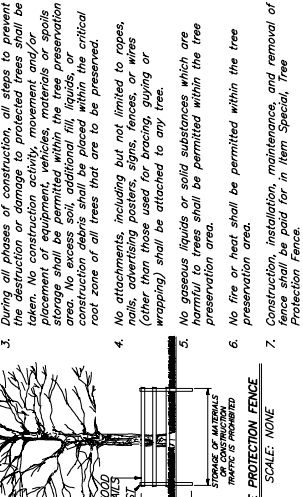 3. During all phases of construction, all steps to prevent
the destruction or damage to protected trees shall be
taken. No construction activity, movement and/or
placement of equipment, vehicles, materials or spoils
storage shall be permitted within the tree preservation
area. No excess soil, additional fill, liquids, or
construction debris shall be placed within the critical
root zone of all trees that are to be preserved.
4. No attachments, including but not limited to ropes,
nails, advertising posters, signs, fences, or wires
(other than those used for bracing, guying or
wrapping) shall be attached to any tree.
5. No gaseous liquids or solid substances which are
harmful to trees shall be permitted within the tree
preservation area.
6. No fire or heat shall be permitted within the tree
preservation area.
7. Construction, installation, maintenance, and removal of
fence shall be paid for in Item Special, Tree
Protection Fence.
STORAGE OF MATERIALS
OR CONSTRUCTION
TRAFFIC IS PROHIBITED
PROTECTION FENCE
SCALE: NONE